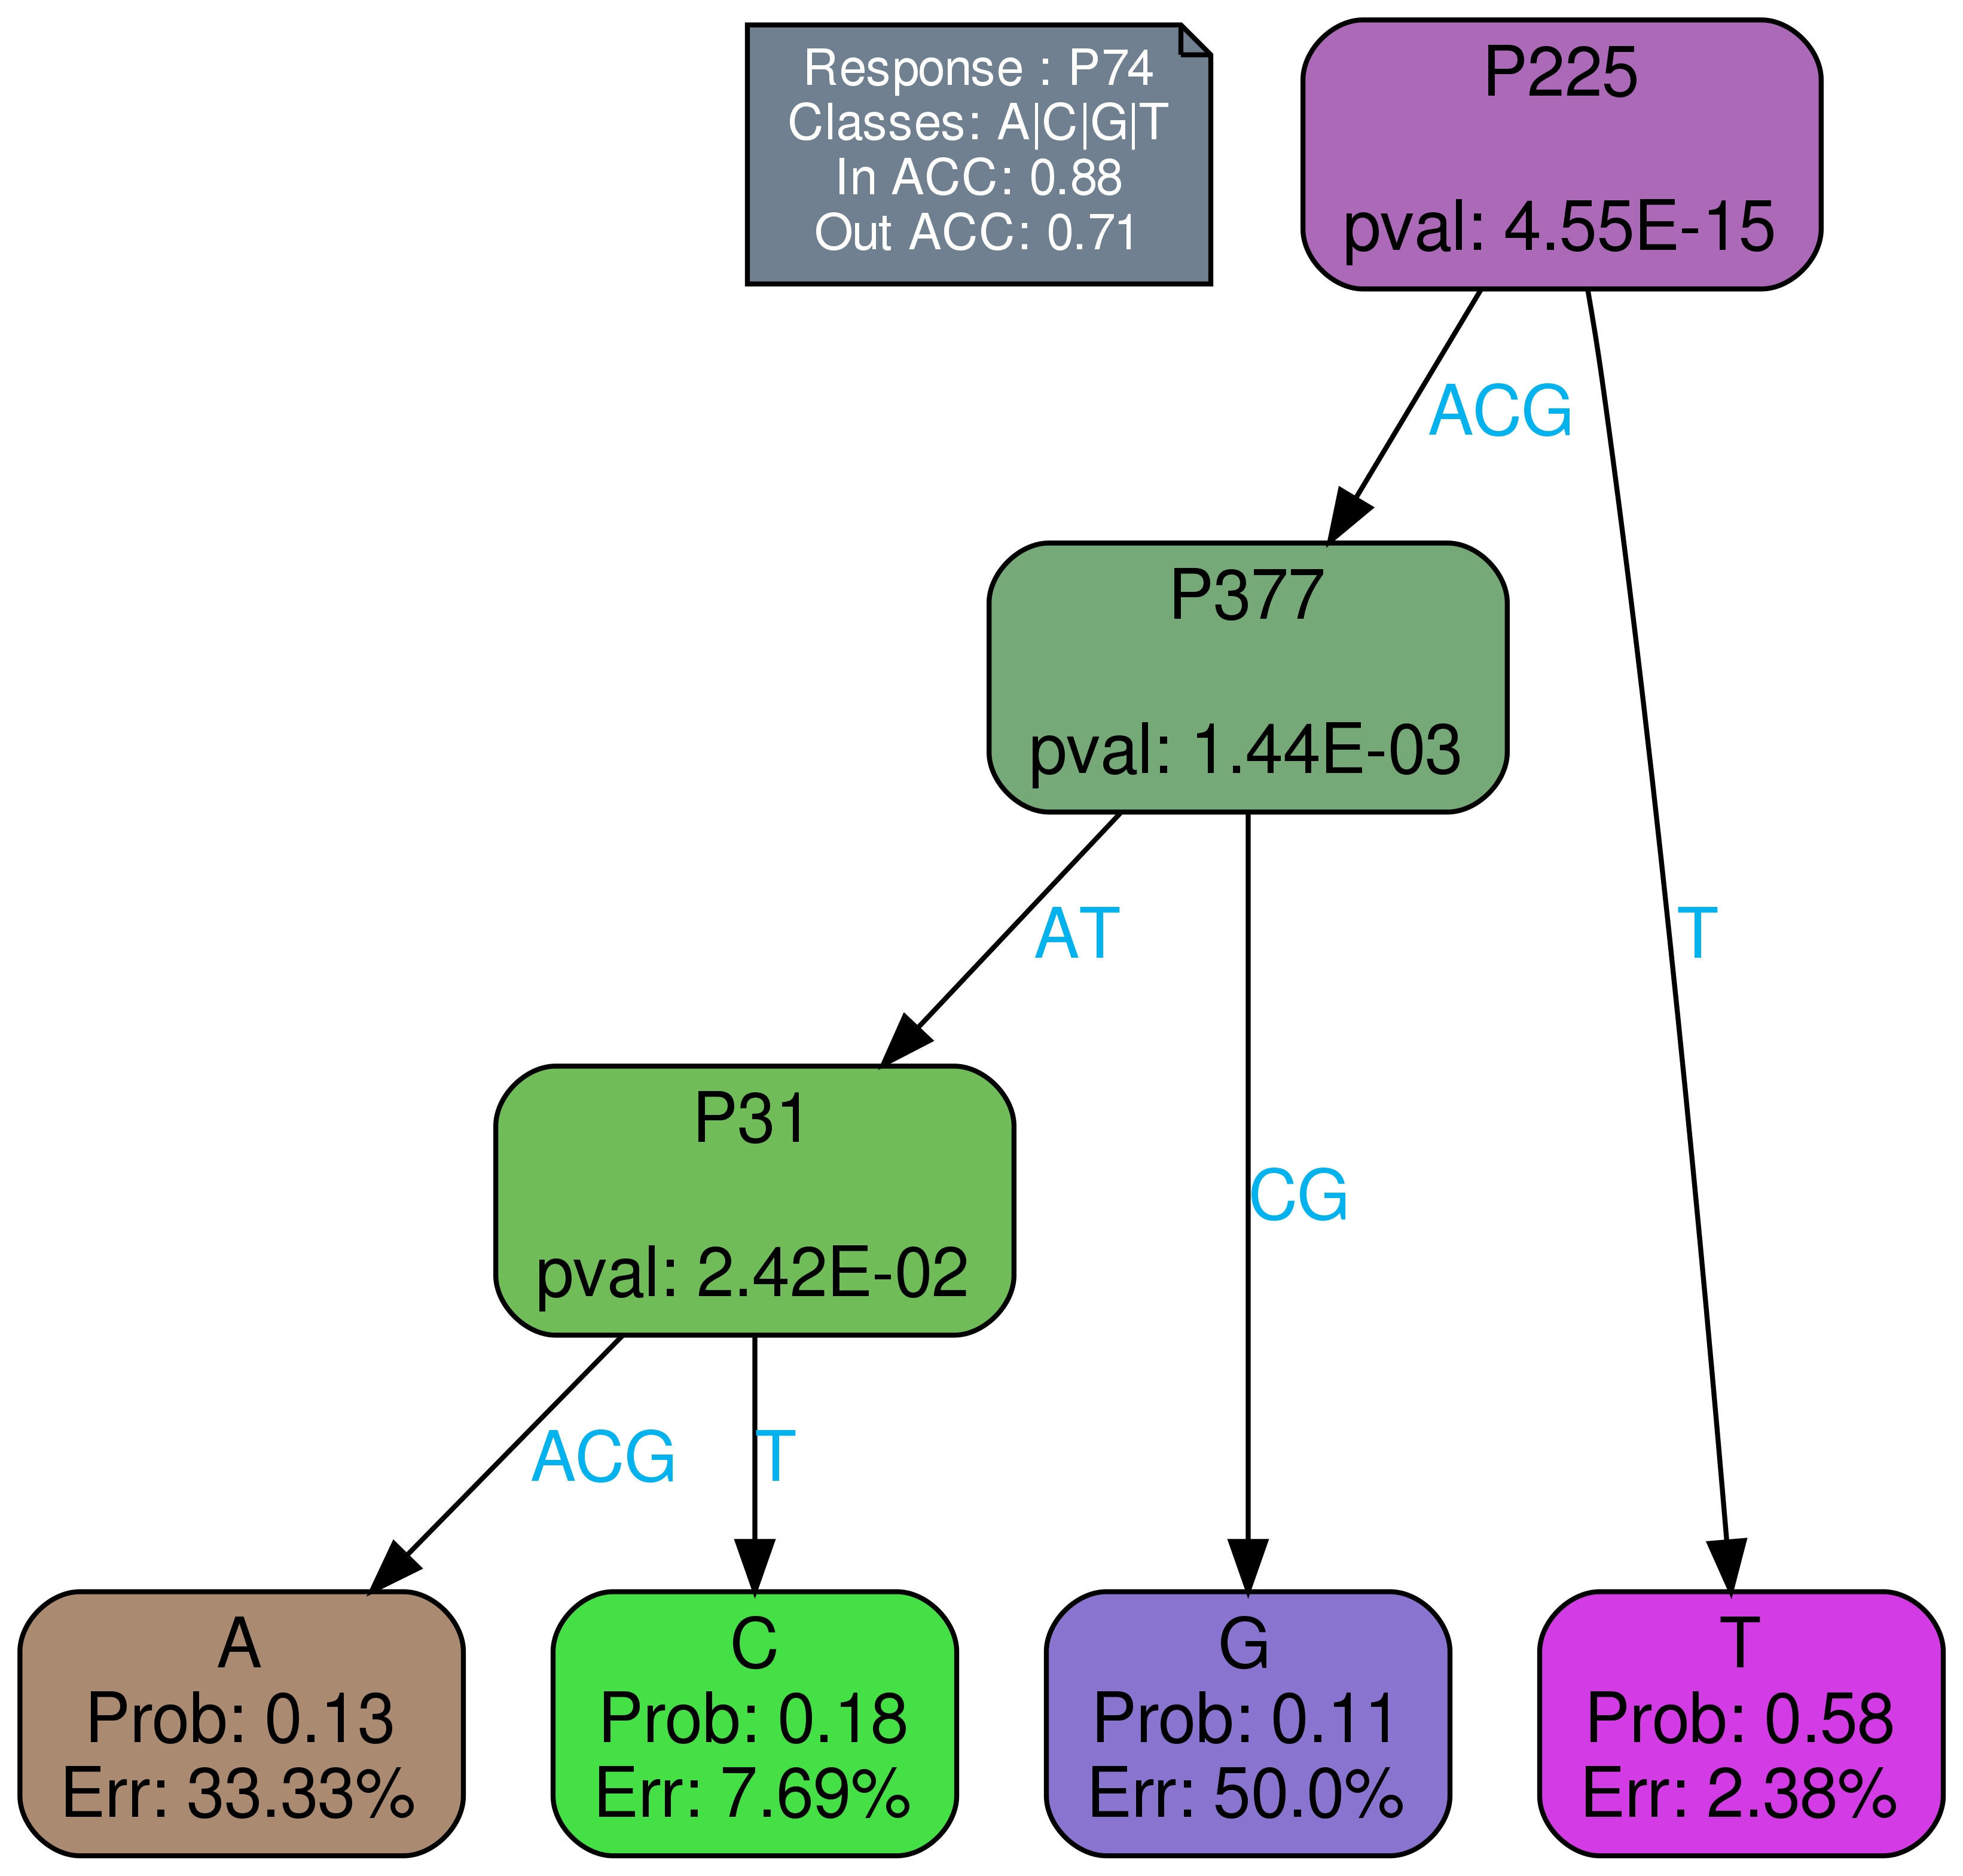 Response : P74
Classes: A|C|G|T
In ACC: 0.88
Out ACC: 0.71
P225
pval: 4.55E-15
ACG
P377
pval: 1.44E-03
AT
T
P31
pval: 2.42E-02
CG
ACG
T
A
Prob: 0.13
Err: 33.33%
C
Prob: 0.18
Err: 7.69%
G
Prob: 0.11
Err: 50.0%
T
Prob: 0.58
Err: 2.38%